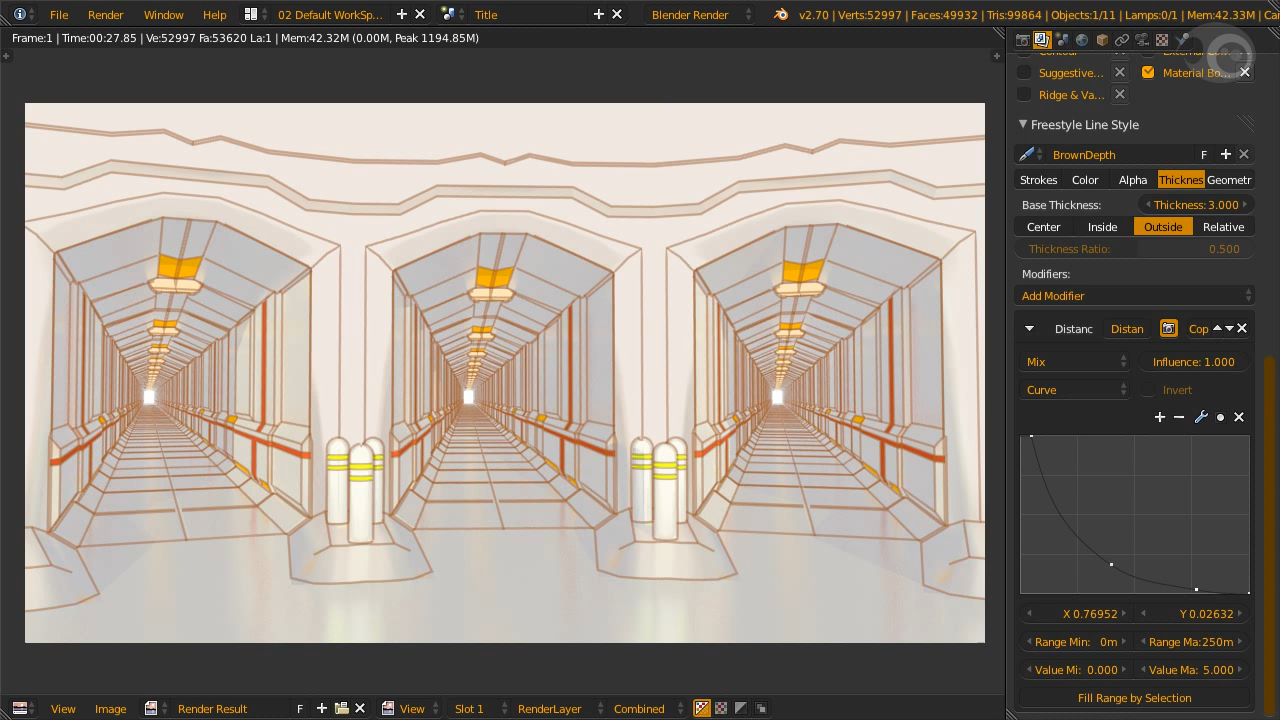 File Render Window Help 02 Default WorkSp... Title Blender Render v2.70 | Verts:52997 | Faces:49932 | Tris:99864 | Objects:1/11 | Lamps:0/1 | Mem:42.33M (0.00M) | Car
Frame:1 | Time:00:27.85 | Ve:52997 Fa:53620 La:1 | Mem:42.32M (0.00M, Peak 1194.85M)
Suggestive... Material Bo...
Ridge & Va...
Freestyle Line Style
BrownDepth F
Strokes Color Alpha Thicknes Geometr
Base Thickness: Thickness: 3.000
Center Inside Outside Relative
Thickness Ratio: 0.500
Modifiers:
Add Modifier
Distanc Distan Cop
Mix Influence: 1.000
Curve Invert
X 0.76952 Y 0.02632
Range Min: 0m Range Ma:250m
Value Mi: 0.000 Value Ma: 5.000
Fill Range by Selection
View Image Render Result F View Slot 1 RenderLayer Combined